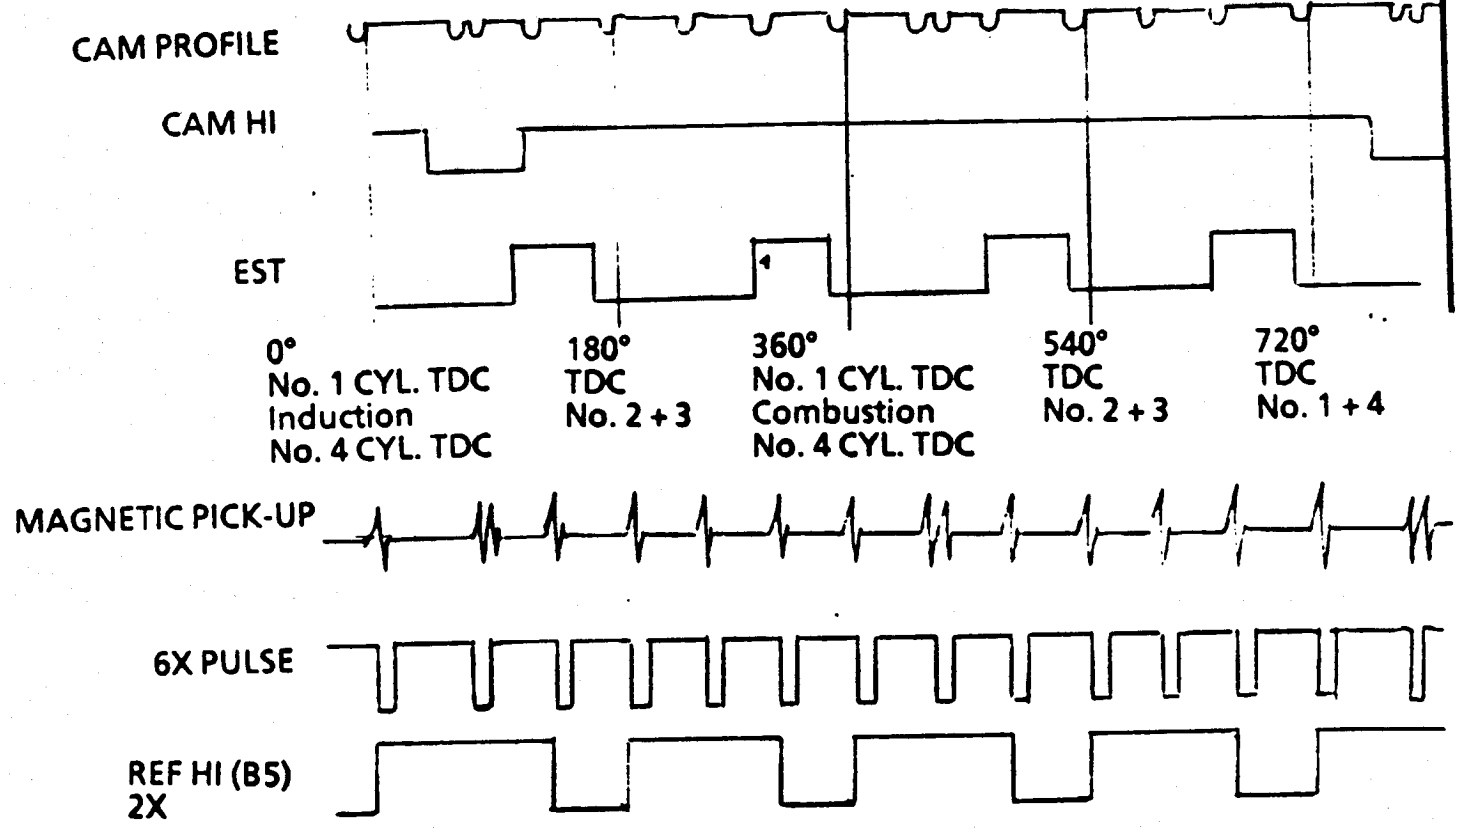 CAM PROFILE
CAM HI
EST
4
0°
No. 1 CYL. TDC
Induction
No. 4 CYL. TDC
180°
TDC
No. 2 + 3
360°
No. 1 CYL. TDC
Combustion
No. 4 CYL. TDC
540°
TDC
No. 2 + 3
720°
TDC
No. 1 + 4
MAGNETIC PICK-UP
6X PULSE
REF HI (B5)
2X